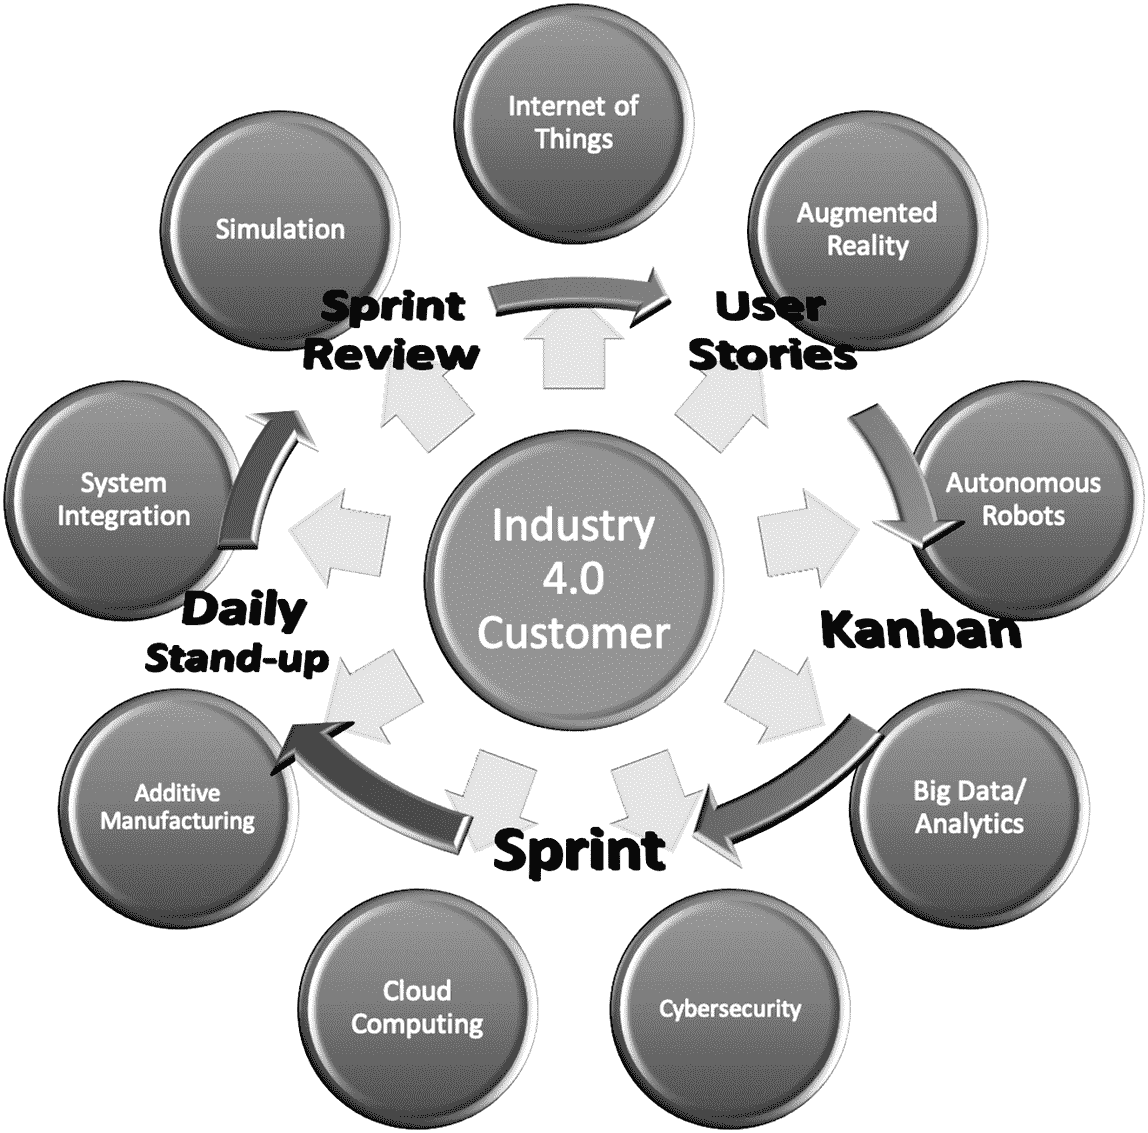 Internet of
Things
Augmented
Reality
Simulation
Sprint
Review
User
Stories
System
Integration
Autonomous
Robots
Industry
4.0
Customer
Daily
Stand-up
Kanban
Additive
Manufacturing
Big Data/
Analytics
Sprint
Cloud
Computing
Cybersecurity